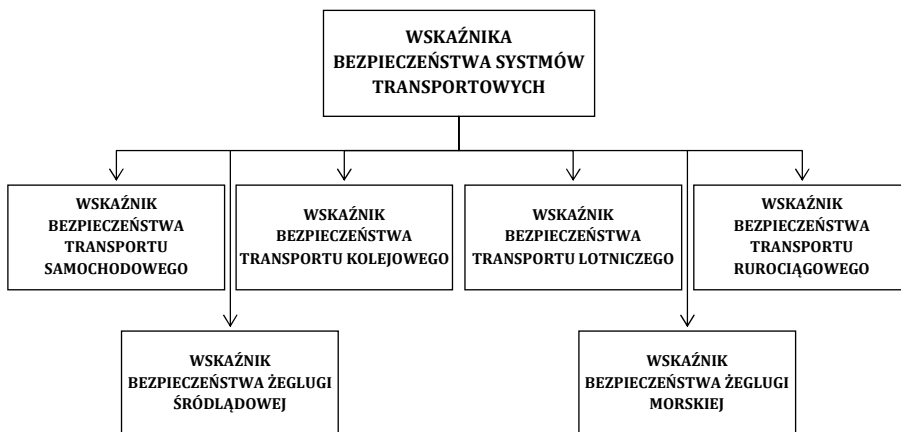 WSKAŹNIKA
BEZPIECZEŃSTWA SYSTMÓW
TRANSPORTOWYCH
WSKAŹNIK
BEZPIECZEŃSTWA
TRANSPORTU
SAMOCHODOWEGO
WSKAŹNIK
BEZPIECZEŃSTWA
TRANSPORTU KOLEJOWEGO
WSKAŹNIK
BEZPIECZEŃSTWA
TRANSPORTU LOTNICZEGO
WSKAŹNIK
BEZPIECZEŃSTWA
TRANSPORTU
RUROCIĄGOWEGO
WSKAŹNIK
BEZPIECZEŃSTWA ŻEGLUGI
ŚRÓDLĄDOWEJ
WSKAŹNIK
BEZPIECZEŃSTWA ŻEGLUGI
MORSKIEJ